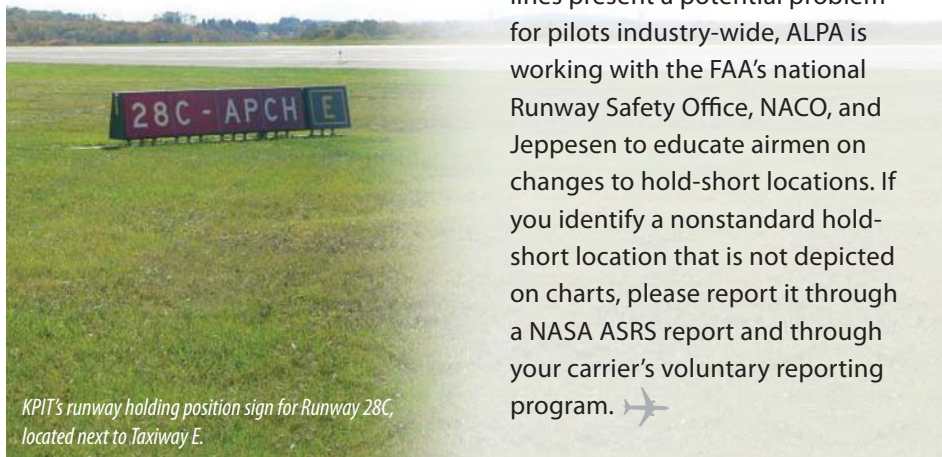 28C - APCH E
KPIT's runway holding position sign for Runway 28C,
located next to Taxiway E.
lines present a potential problem
for pilots industry-wide, ALPA is
working with the FAA's national
Runway Safety Office, NACO, and
Jeppesen to educate airmen on
changes to hold-short locations. If
you identify a nonstandard hold-
short location that is not depicted
on charts, please report it through
a NASA ASRS report and through
your carrier's voluntary reporting
program.